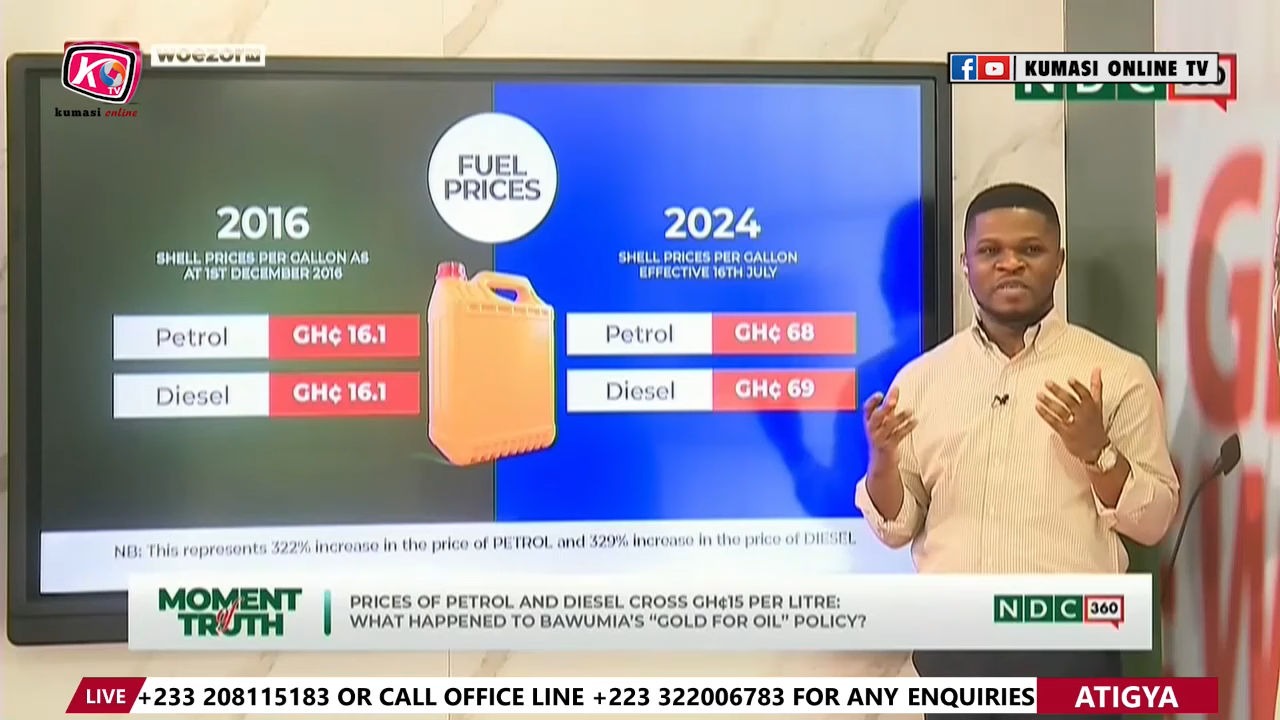 KTV
kumasi online
woezor tv
KUMASI ONLINE TV
NDC 360
FUEL
PRICES
2016
SHELL PRICES PER GALLON AS
AT 1ST DECEMBER 2016
Petrol GH¢ 16.1
Diesel GH¢ 16.1
2024
SHELL PRICES PER GALLON
EFFECTIVE 16TH JULY
Petrol GH¢ 68
Diesel GH¢ 69
NB: This represents 322% increase in the price of PETROL and 329% increase in the price of DIESEL
MOMENT
of
TRUTH
PRICES OF PETROL AND DIESEL CROSS GH¢15 PER LITRE:
WHAT HAPPENED TO BAWUMIA'S “GOLD FOR OIL” POLICY?
NDC 360
LIVE
+233 208115183 OR CALL OFFICE LINE +223 322006783 FOR ANY ENQUIRIES
ATIGYA